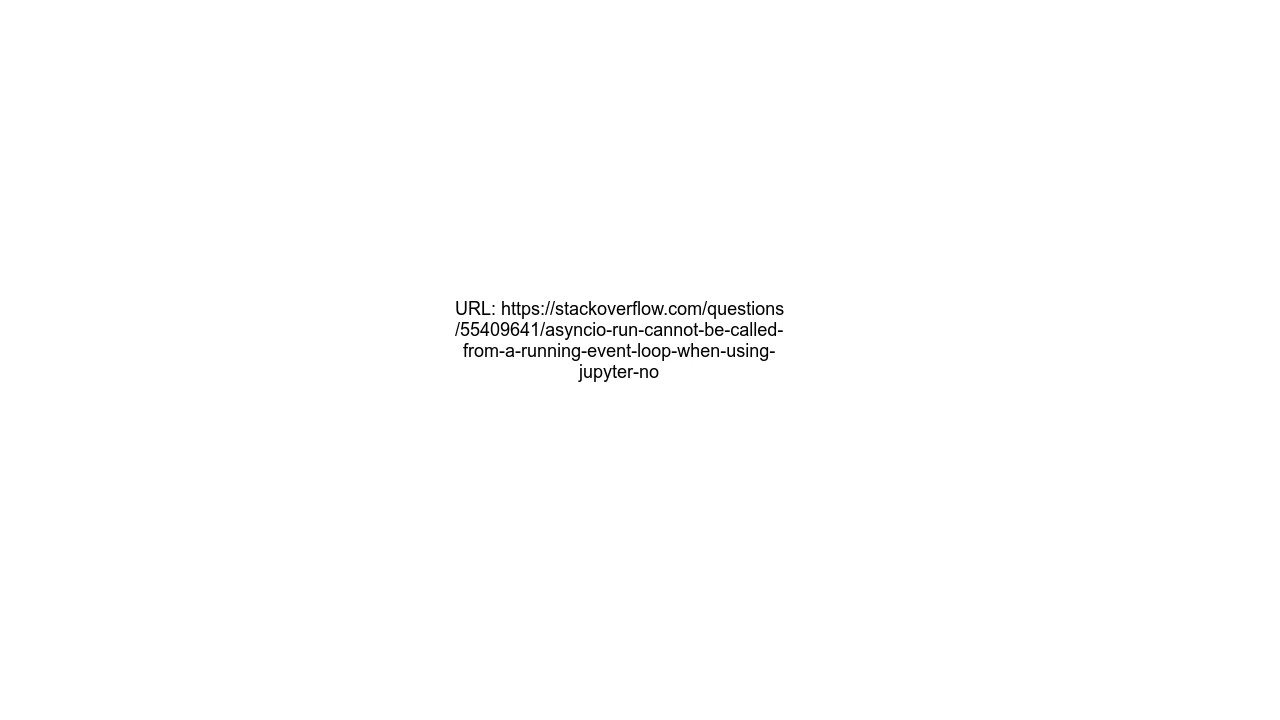 URL: https://stackoverflow.com/questions
/55409641/asyncio-run-cannot-be-called-
from-a-running-event-loop-when-using-
jupyter-no